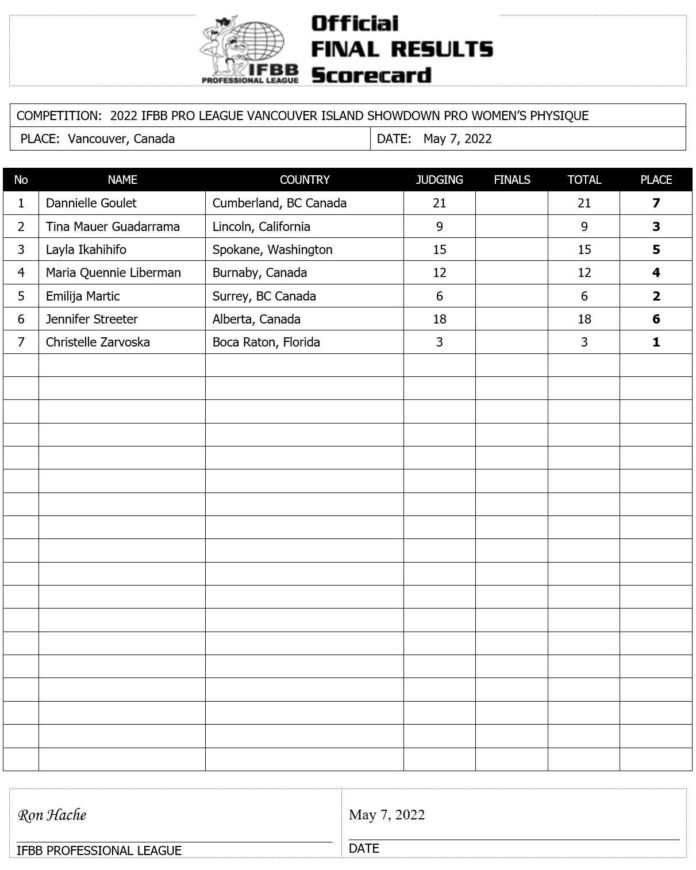 Official
FINAL RESULTS
Scorecard
IFBB
PROFESSIONAL LEAGUE
COMPETITION: 2022 IFBB PRO LEAGUE VANCOUVER ISLAND SHOWDOWN PRO WOMEN'S PHYSIQUE
PLACE: Vancouver, Canada DATE: May 7, 2022
No NAME COUNTRY JUDGING FINALS TOTAL PLACE
1 Dannielle Goulet Cumberland, BC Canada 21 21 7
2 Tina Mauer Guadarrama Lincoln, California 9 9 3
3 Layla Ikahihifo Spokane, Washington 15 15 5
4 Maria Quennie Liberman Burnaby, Canada 12 12 4
5 Emilija Martic Surrey, BC Canada 6 6 2
6 Jennifer Streeter Alberta, Canada 18 18 6
7 Christelle Zarvoska Boca Raton, Florida 3 3 1
Ron Hache May 7, 2022
IFBB PROFESSIONAL LEAGUE DATE